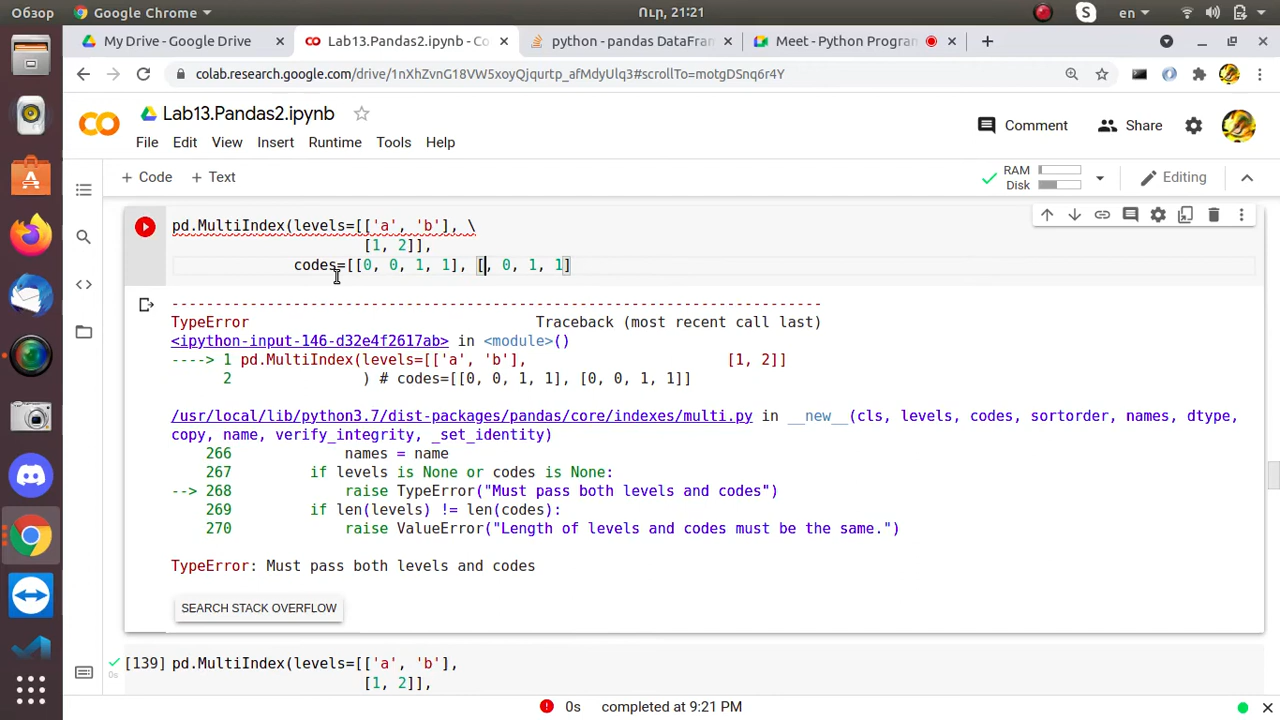 Обзор
Google Chrome
Ուր, 21:21
S
en
My Drive - Google Drive
Lab13.Pandas2.ipynb - Co
python - pandas DataFran
Meet - Python Program
colab.research.google.com/drive/1nXhZvnG18VW5xoyQjqurtp_afMdyUlq3#scrollTo=motgDSnq6r4Y
Lab13.Pandas2.ipynb
Comment
Share
File Edit View Insert Runtime Tools Help
+ Code + Text
RAM
Disk
Editing
pd.MultiIndex(levels=[['a', 'b'], \
[1, 2]],
codes=[[0, 0, 1, 1], [, 0, 1, 1]
---------------------------------------------------------------------------
TypeError Traceback (most recent call last)
<ipython-input-146-d32e4f2617ab> in <module>()
----> 1 pd.MultiIndex(levels=[['a', 'b'], [1, 2]]
2 ) # codes=[[0, 0, 1, 1], [0, 0, 1, 1]]
/usr/local/lib/python3.7/dist-packages/pandas/core/indexes/multi.py in __new__(cls, levels, codes, sortorder, names, dtype,
copy, name, verify_integrity, _set_identity)
266 names = name
267 if levels is None or codes is None:
--> 268 raise TypeError("Must pass both levels and codes")
269 if len(levels) != len(codes):
270 raise ValueError("Length of levels and codes must be the same.")
TypeError: Must pass both levels and codes
SEARCH STACK OVERFLOW
[139] pd.MultiIndex(levels=[['a', 'b'],
0s
[1, 2]],
0s completed at 9:21 PM